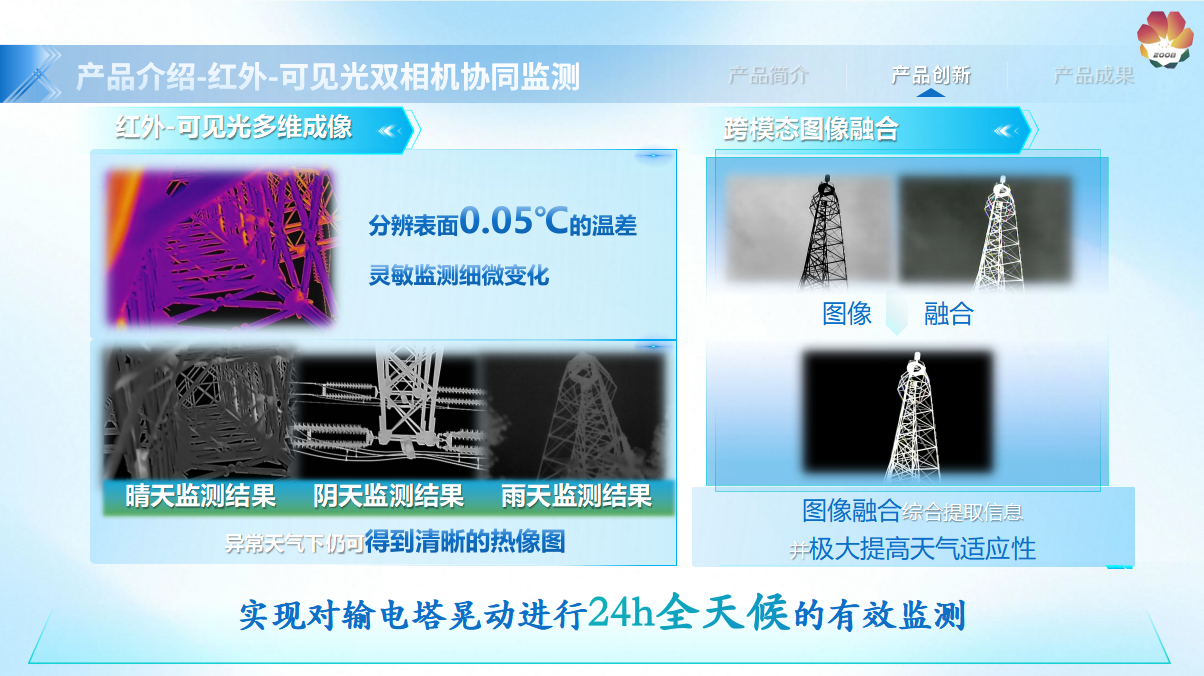 产品介绍-红外-可见光双相机协同监测
产品简介
产品创新
产品成果
2008
红外-可见光多维成像
分辨表面0.05℃的温差
灵敏监测细微变化
晴天监测结果
阴天监测结果
雨天监测结果
异常天气下仍可得到清晰的热像图
跨模态图像融合
图像 融合
图像融合综合提取信息
并极大提高天气适应性
实现对输电塔晃动进行24h全天候的有效监测